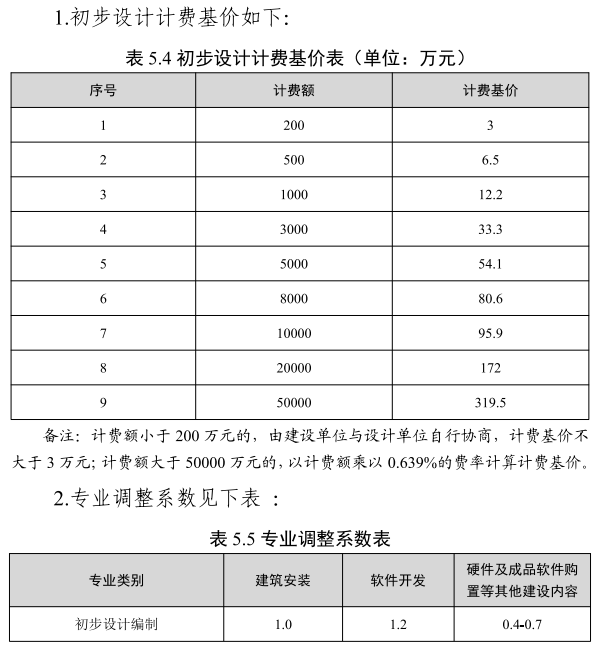 1.初步设计计费基价如下：
表 5.4 初步设计计费基价表（单位：万元）
序号 计费额 计费基价
1 200 3
2 500 6.5
3 1000 12.2
4 3000 33.3
5 5000 54.1
6 8000 80.6
7 10000 95.9
8 20000 172
9 50000 319.5
备注：计费额小于 200 万元的，由建设单位与设计单位自行协商，计费基价不
大于 3 万元；计费额大于 50000 万元的，以计费额乘以 0.639%的费率计算计费基价。
2.专业调整系数见下表 ：
表 5.5 专业调整系数表
专业类别 建筑安装 软件开发 硬件及成品软件购
置等其他建设内容
初步设计编制 1.0 1.2 0.4-0.7